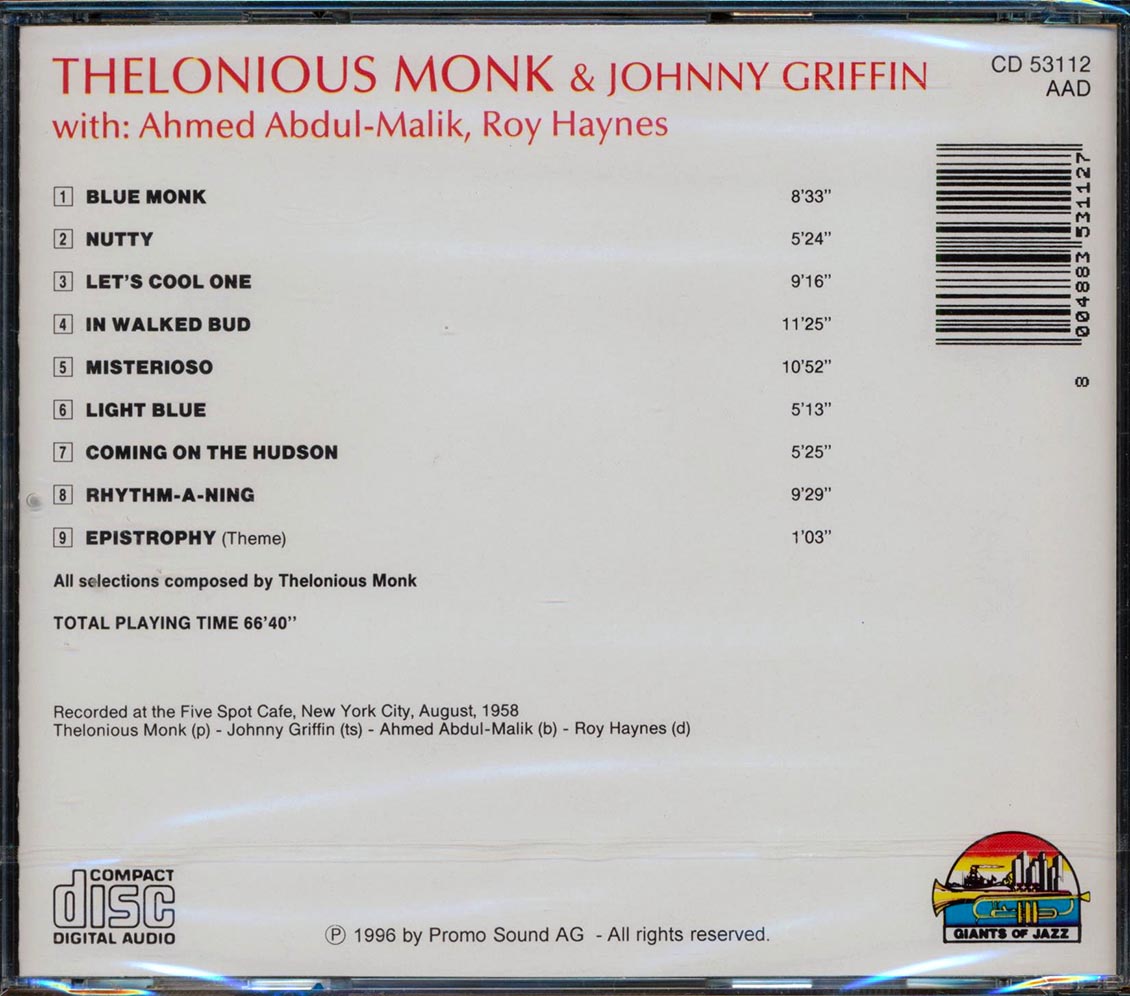 THELONIOUS MONK & JOHNNY GRIFFIN
with: Ahmed Abdul-Malik, Roy Haynes
CD 53112
AAD
1 BLUE MONK 8'33"
2 NUTTY 5'24"
3 LET'S COOL ONE 9'16"
4 IN WALKED BUD 11'25"
5 MISTERIOSO 10'52"
6 LIGHT BLUE 5'13"
7 COMING ON THE HUDSON 5'25"
8 RHYTHM-A-NING 9'29"
9 EPISTROPHY (Theme) 1'03"
All selections composed by Thelonious Monk
TOTAL PLAYING TIME 66'40"
8 004883 531127
Recorded at the Five Spot Cafe, New York City, August, 1958
Thelonious Monk (p) - Johnny Griffin (ts) - Ahmed Abdul-Malik (b) - Roy Haynes (d)
COMPACT
disc
DIGITAL AUDIO
℗ 1996 by Promo Sound AG - All rights reserved.
GIANTS OF JAZZ